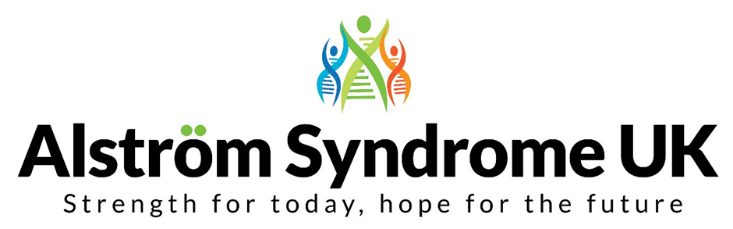 Alström Syndrome UK
Strength for today, hope for the future